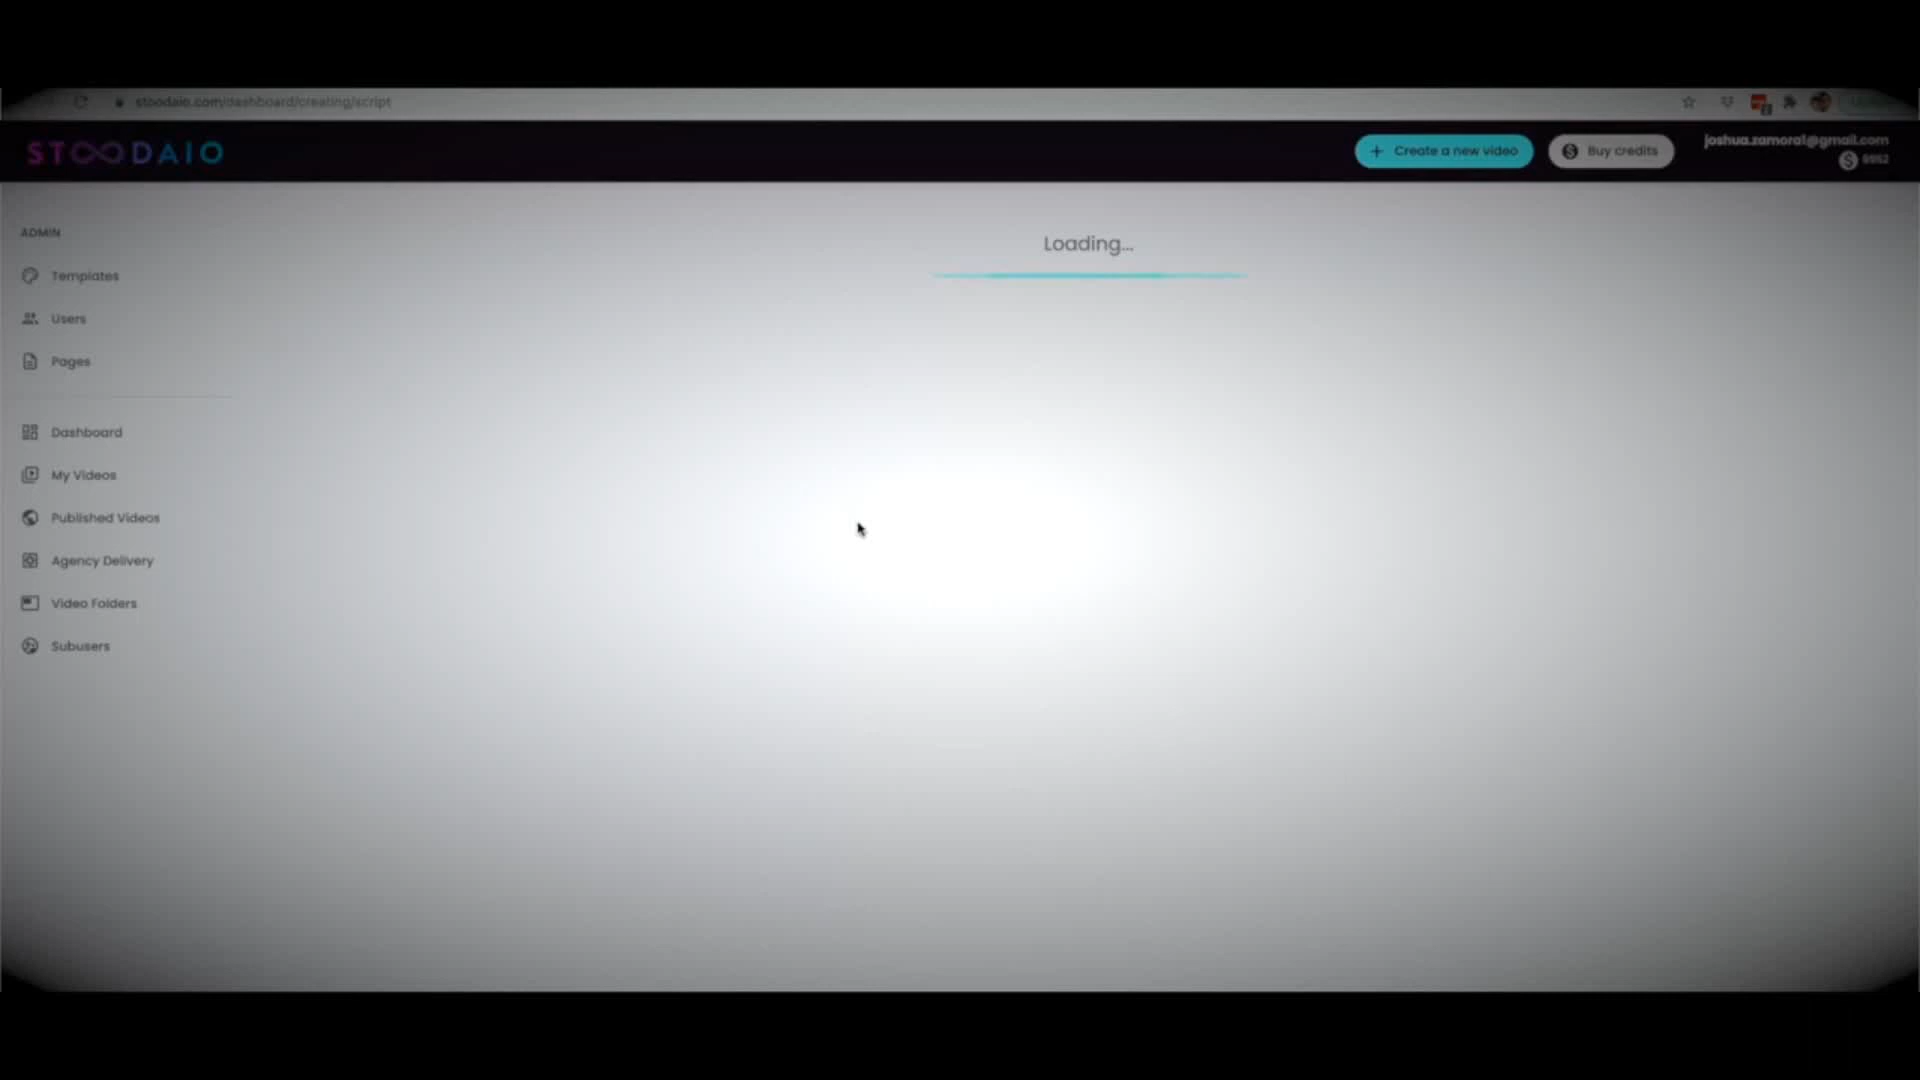 stoodaio.com/dashboard/creating/script
STOODAIO
+ Create a new video
Buy credits
joshua.zamora1@gmail.com
ADMIN
Loading...
Templates
Users
Pages
Dashboard
My Videos
Published Videos
Agency Delivery
Video Folders
Subusers